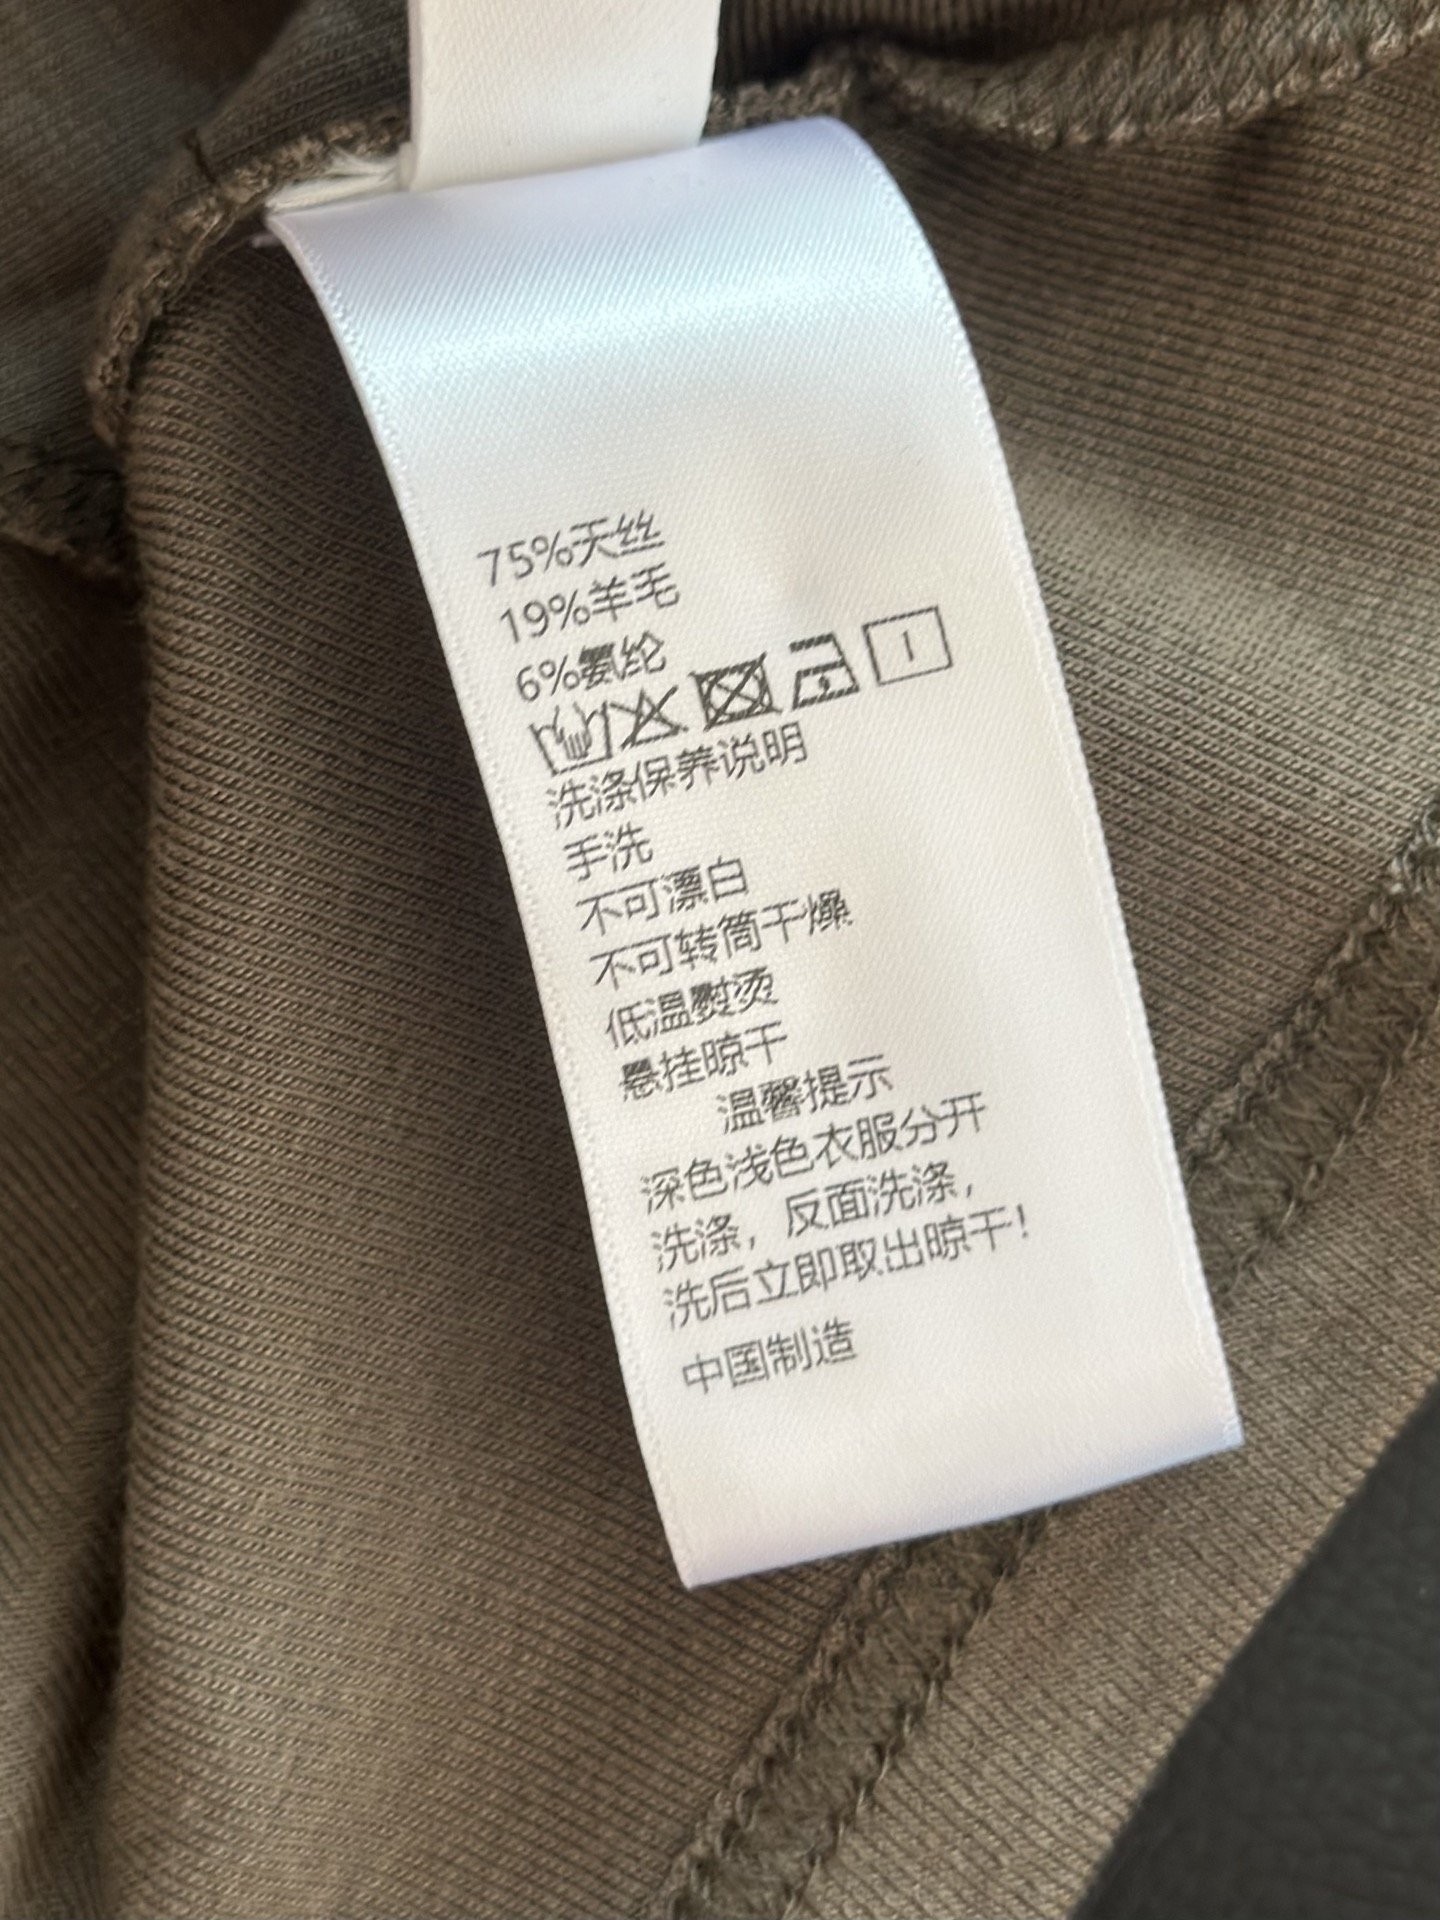 75%天丝
19%羊毛
6%氨纶
洗涤保养说明
手洗
不可漂白
不可转筒干燥
低温熨烫
悬挂晾干
温馨提示
深色浅色衣服分开
洗涤，反面洗涤，
洗后立即取出晾干！
中国制造